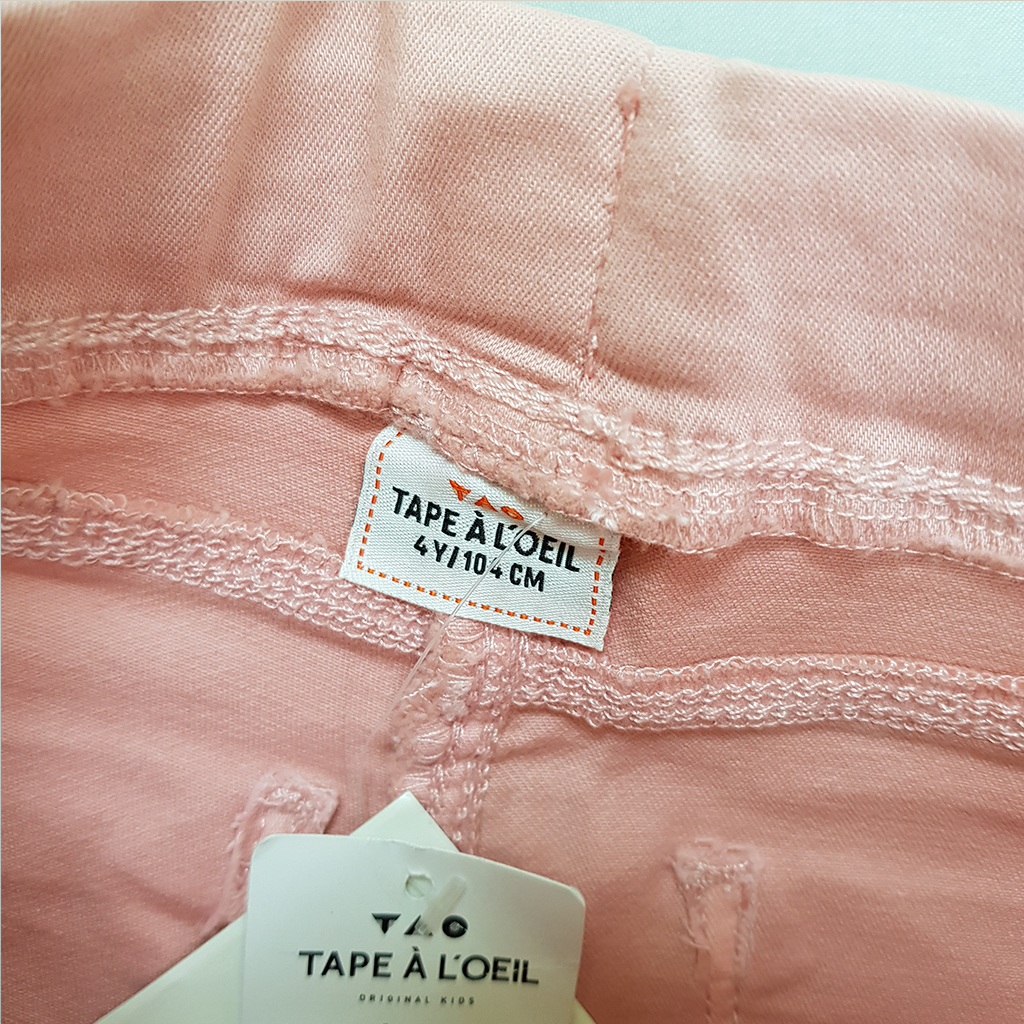 TAO
TAPE À L'OEIL
4Y/104 CM
TAO
TAPE À L'OEIL
ORIGINAL KIDS